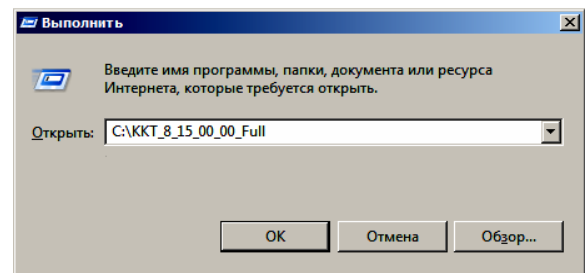 Выполнить
Введите имя программы, папки, документа или ресурса
Интернета, которые требуется открыть.
Открыть: C:\KKT_8_15_00_00_Full
OK Отмена Обзор...